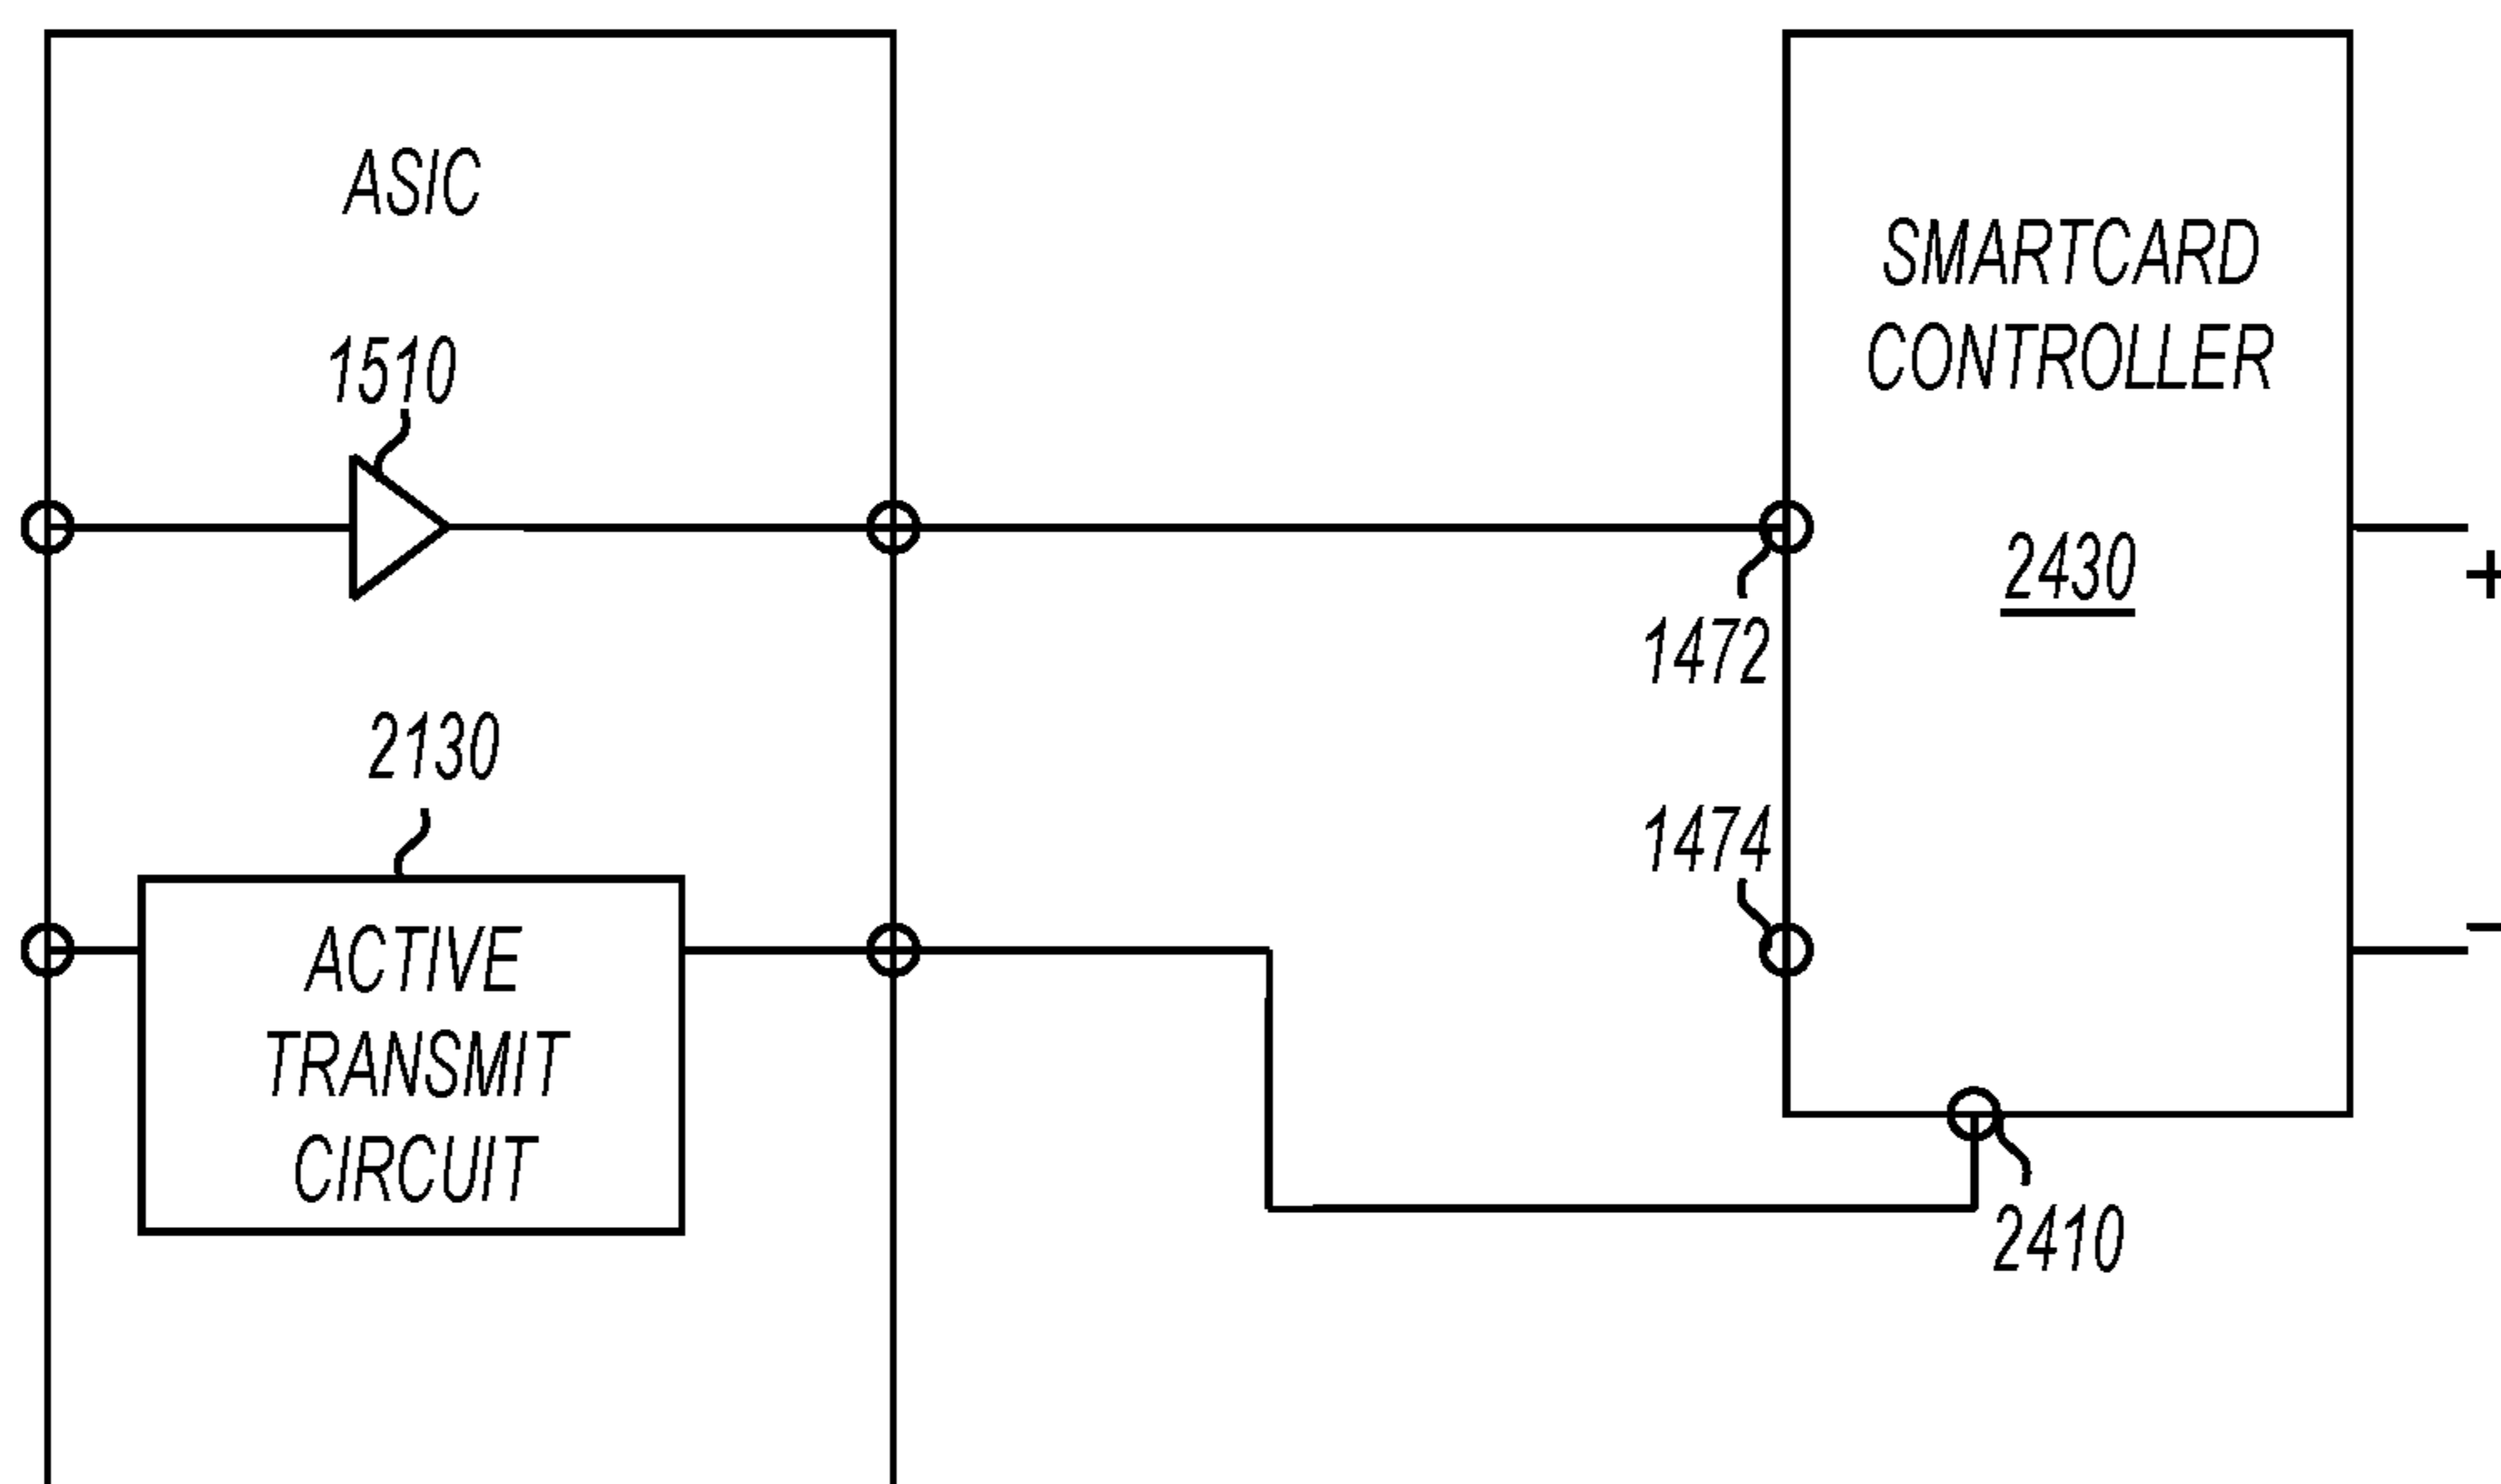 ASIC
1510
SMARTCARD
CONTROLLER
2430
+
1472
2130
1474
-
ACTIVE
TRANSMIT
CIRCUIT
2410